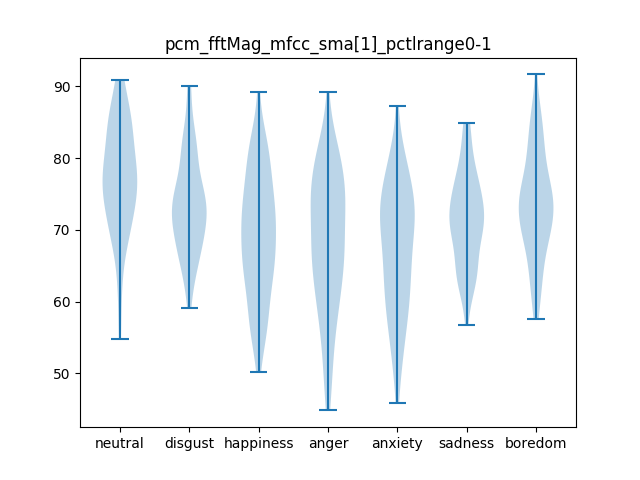 pcm_fftMag_mfcc_sma[1]_pctlrange0-1
90
80
70
60
50
neutral disgust happiness anger anxiety sadness boredom